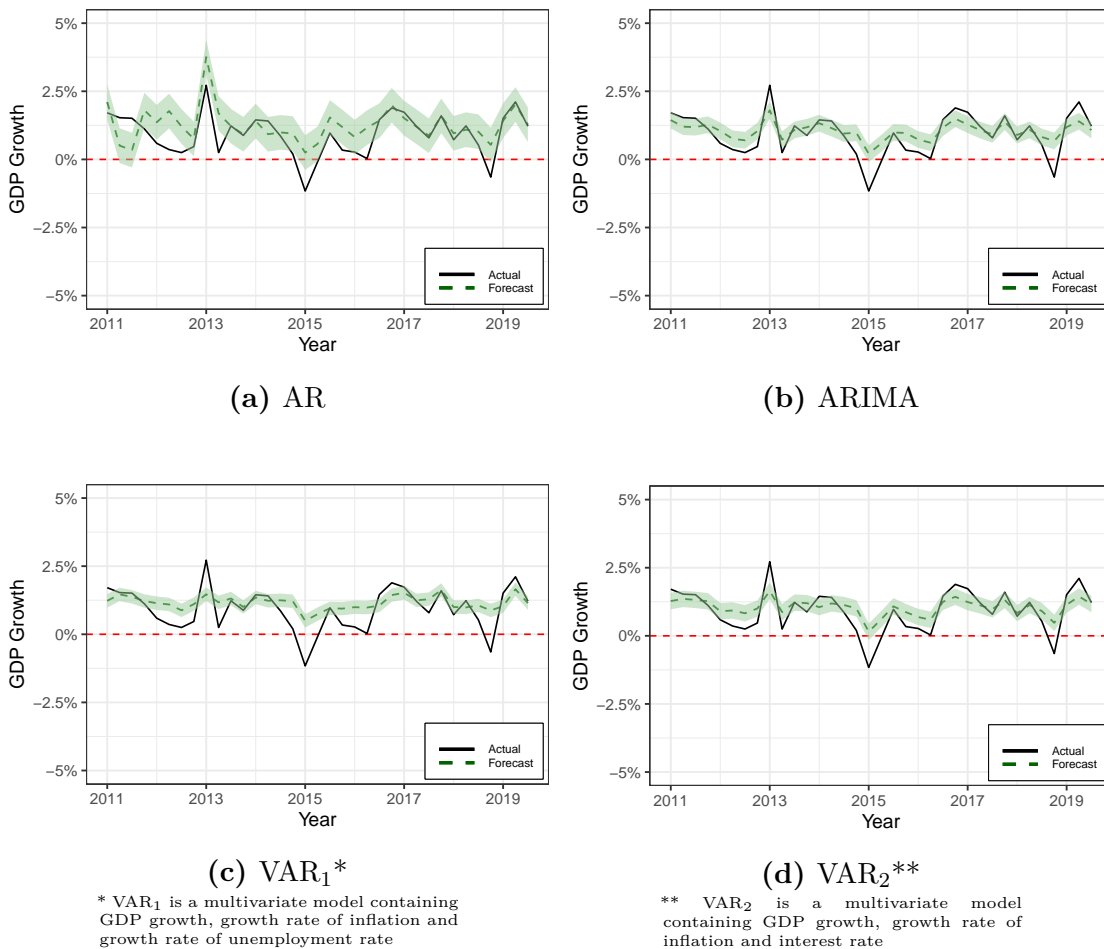 5%
2.5%
0%
−2.5%
−5%
GDP Growth
Actual
Forecast
2011 2013 2015 2017 2019
Year
(a) AR
5%
2.5%
0%
−2.5%
−5%
GDP Growth
Actual
Forecast
2011 2013 2015 2017 2019
Year
(b) ARIMA
5%
2.5%
0%
−2.5%
−5%
GDP Growth
Actual
Forecast
2011 2013 2015 2017 2019
Year
(c) VAR₁*
* VAR₁ is a multivariate model containing
GDP growth, growth rate of inflation and
growth rate of unemployment rate
5%
2.5%
0%
−2.5%
−5%
GDP Growth
Actual
Forecast
2011 2013 2015 2017 2019
Year
(d) VAR₂**
** VAR₂ is a multivariate model
containing GDP growth, growth rate of
inflation and interest rate